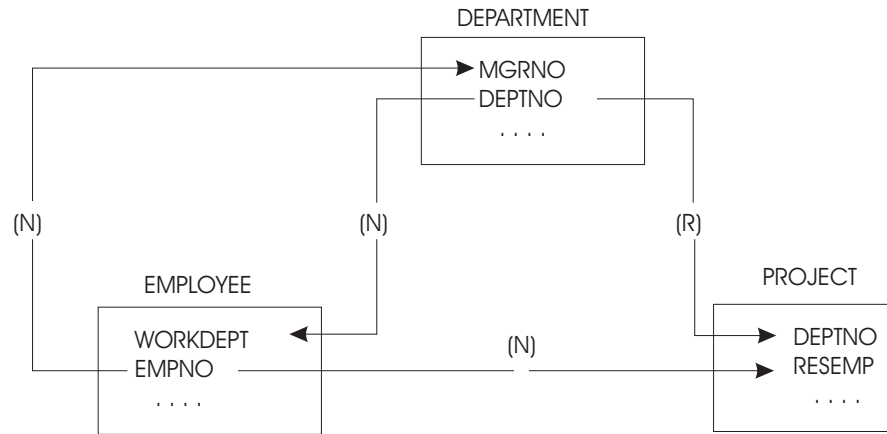 DEPARTMENT
MGRNO
DEPTNO
. . . .
(N)
(N)
(R)
EMPLOYEE
PROJECT
WORKDEPT
EMPNO
. . . .
(N)
DEPTNO
RESEMP
. . . .